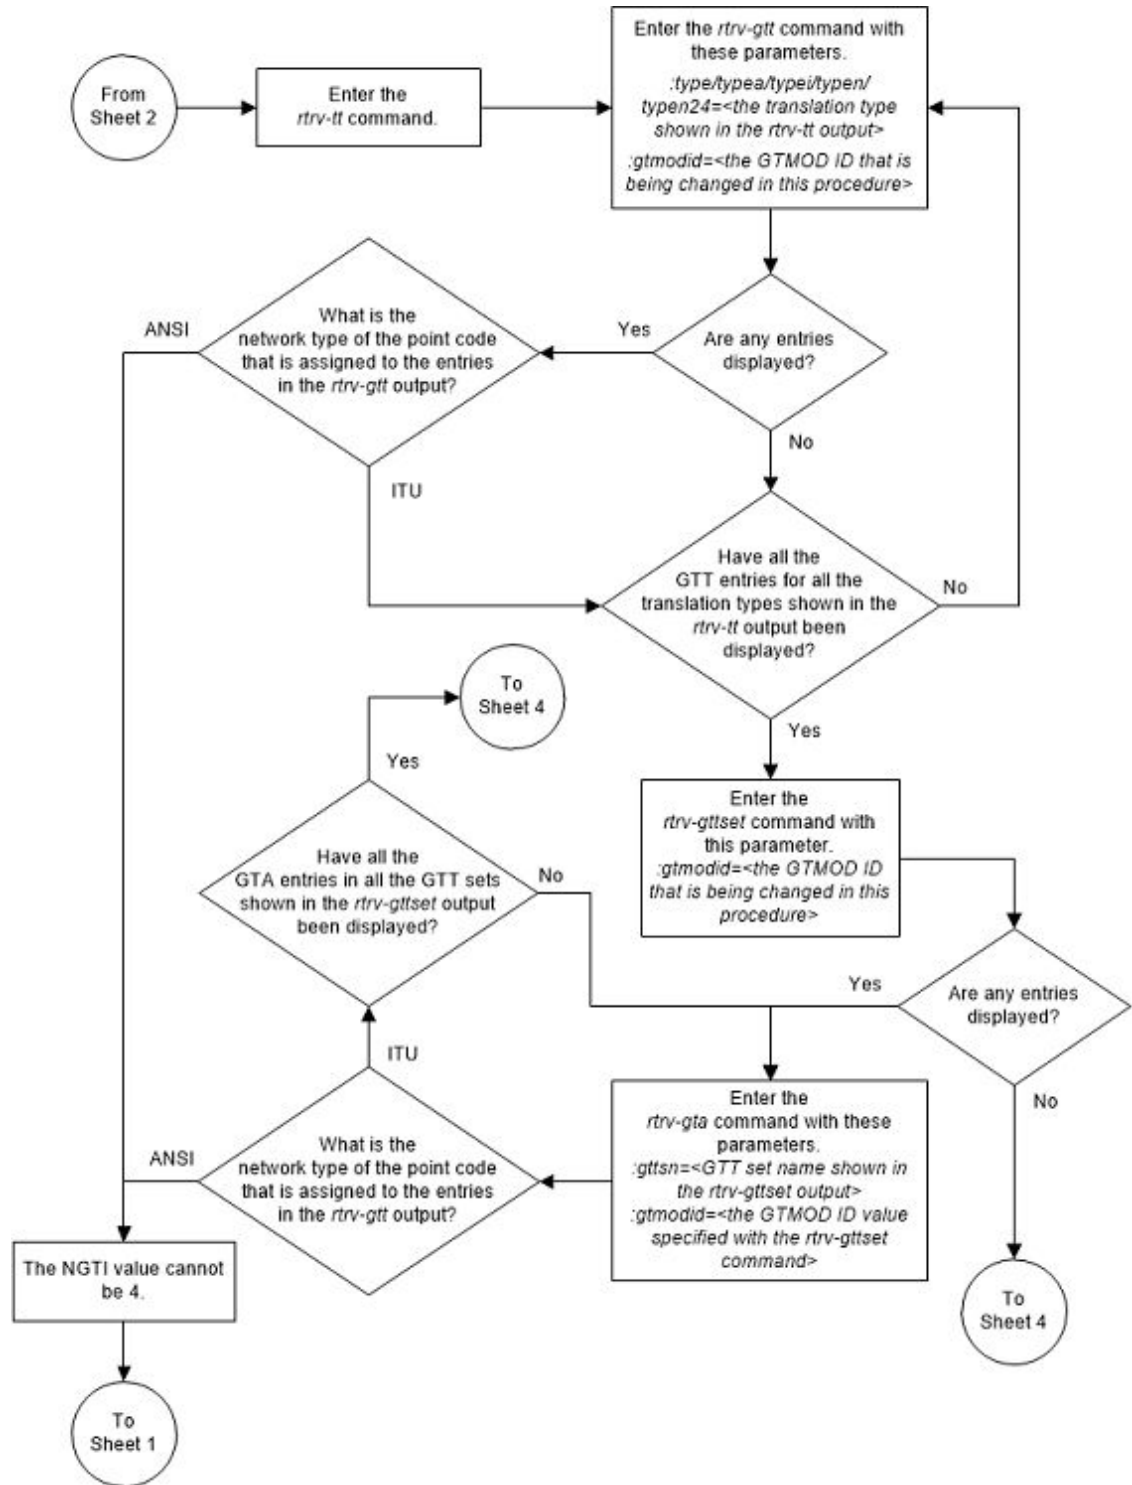 From
Sheet 2
Enter the
rtrv-tt command.
Enter the rtrv-gtt command with
these parameters.
:type/typea/typei/typen/
typen24=<the translation type
shown in the rtrv-tt output>
:gtmodid=<the GTMOD ID that is
being changed in this procedure>
ANSI
What is the
network type of the point code
that is assigned to the entries
in the rtrv-gtt output?
Yes
Are any entries
displayed?
No
ITU
Have all the
GTT entries for all the
translation types shown in the
rtrv-tt output been
displayed?
No
To
Sheet 4
Yes
Yes
Enter the
rtrv-gttset command with
this parameter.
:gtmodid=<the GTMOD ID
that is being changed in this
procedure>
Have all the
GTA entries in all the GTT sets
shown in the rtrv-gttset output
been displayed?
No
Yes
Are any entries
displayed?
ITU
No
Enter the
rtrv-gta command with these
parameters.
:gttsn=<GTT set name shown in
the rtrv-gttset output>
:gtmodid=<the GTMOD ID value
specified with the rtrv-gttset
command>
ANSI
What is the
network type of the point code
that is assigned to the entries
in the rtrv-gtt output?
The NGTI value cannot
be 4.
To
Sheet 4
To
Sheet 1